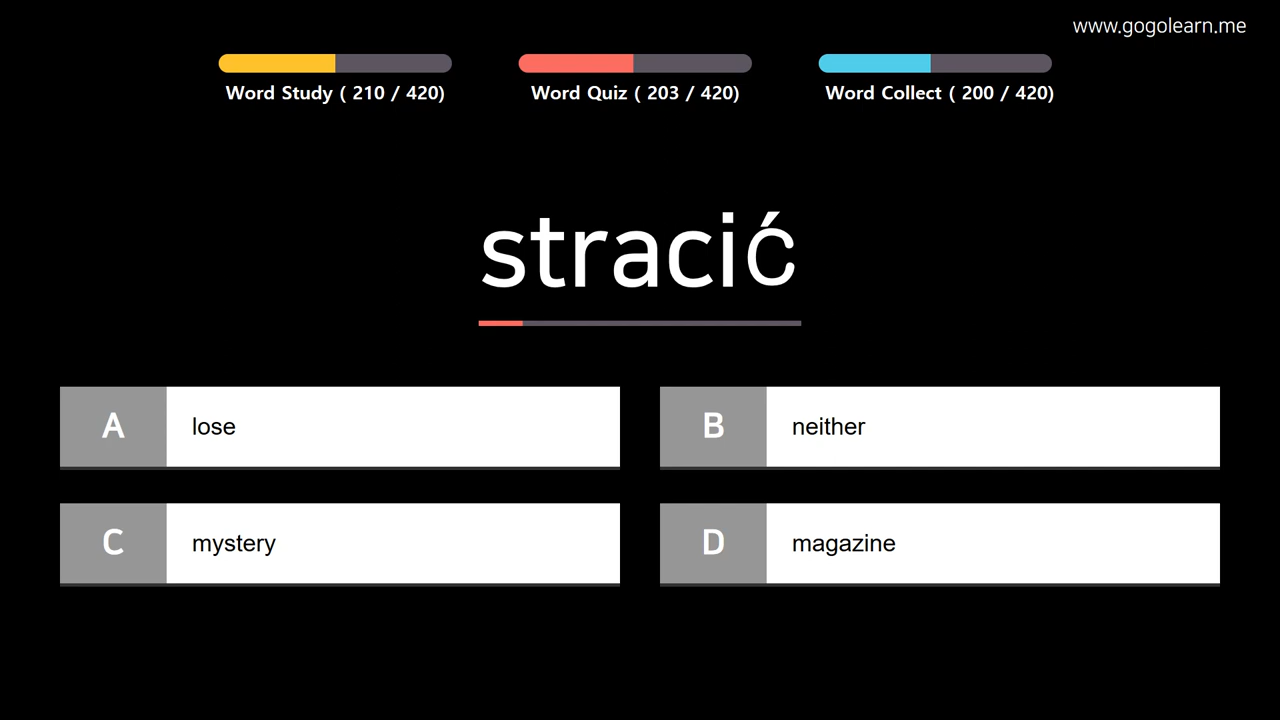 www.gogolearn.me
Word Study ( 210 / 420)
Word Quiz ( 203 / 420)
Word Collect ( 200 / 420)
stracić
A lose
B neither
C mystery
D magazine